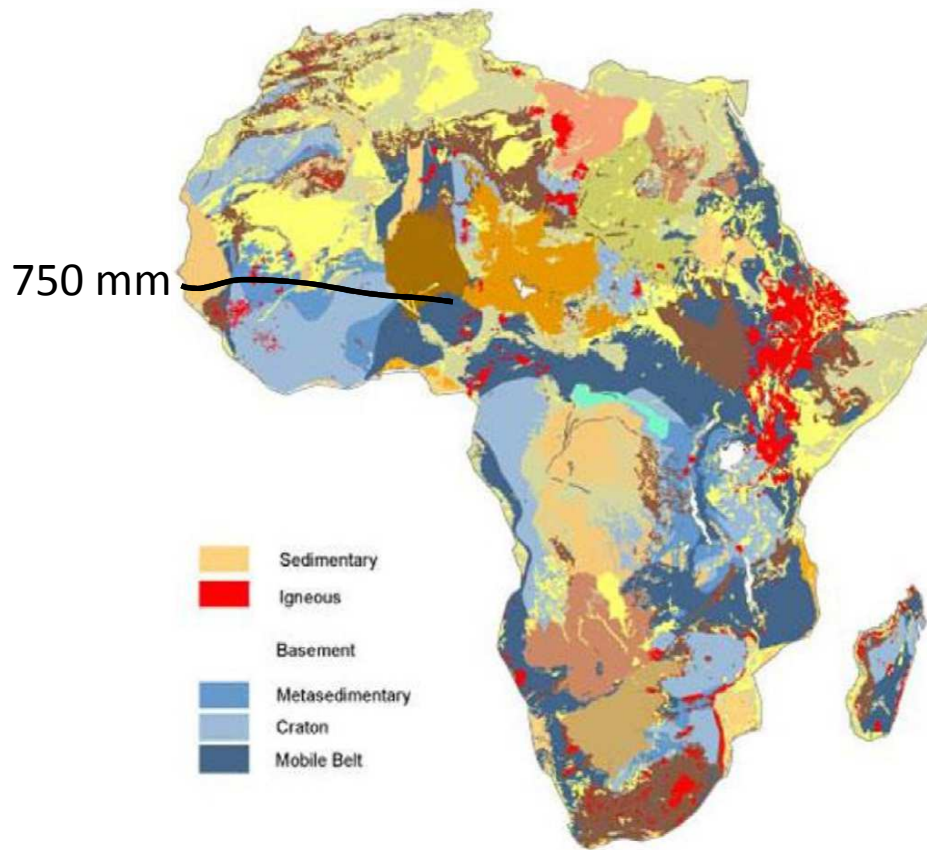 750 mm
Sedimentary
Igneous
Basement
Metasedimentary
Craton
Mobile Belt